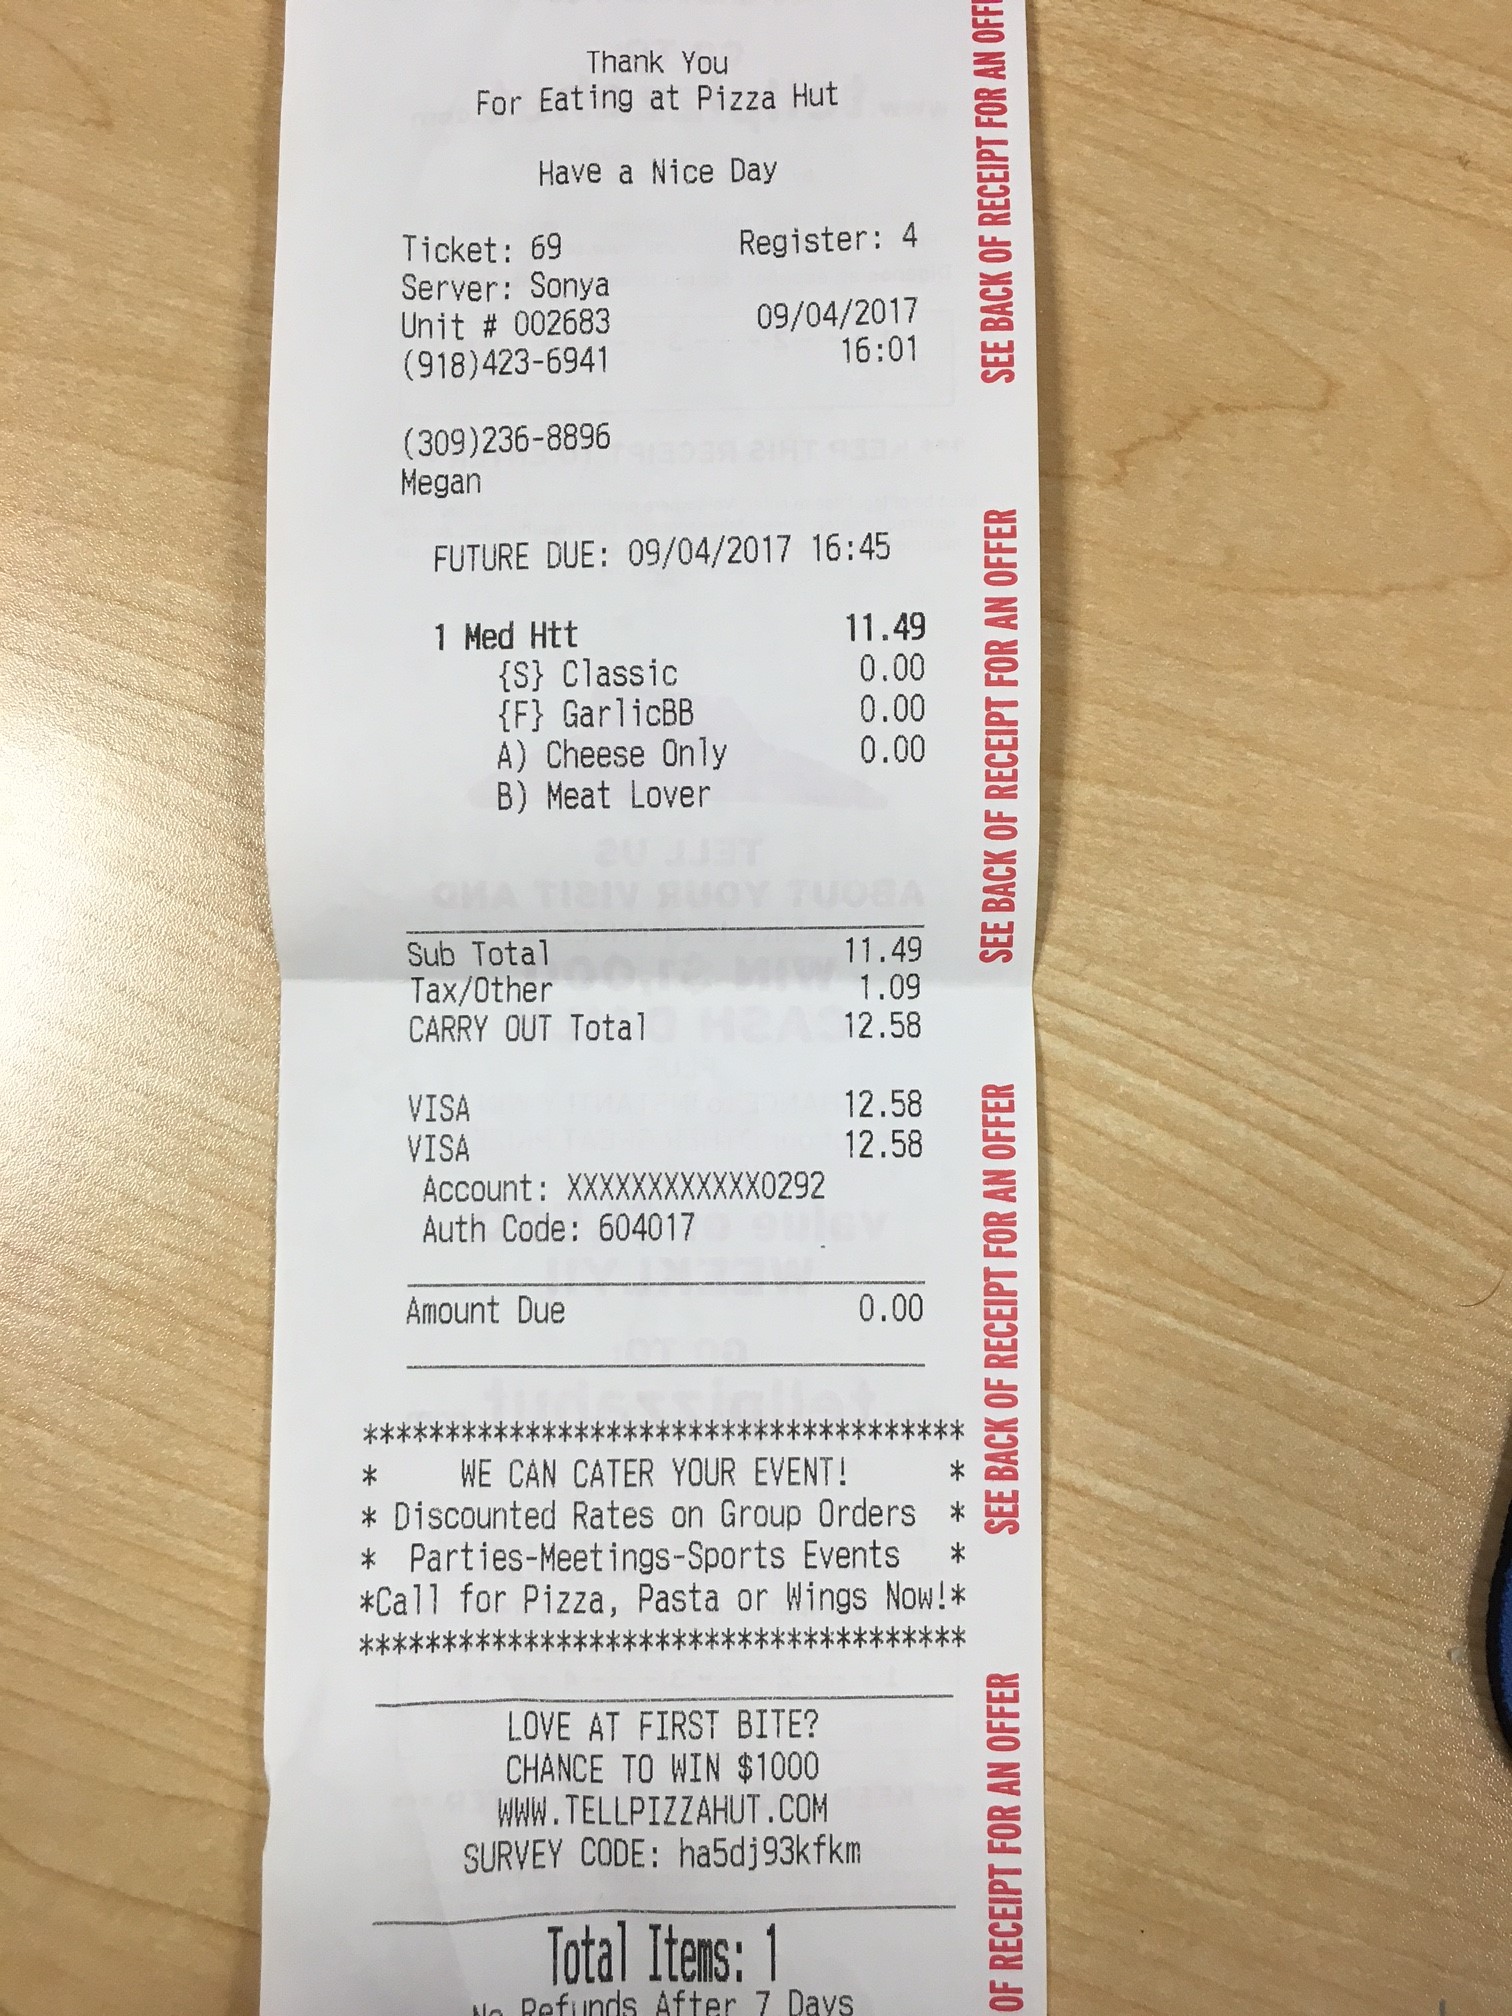 Thank You
For Eating at Pizza Hut
Have a Nice Day
Ticket: 69 Register: 4
Server: Sonya
Unit # 002683 09/04/2017
(918)423-6941 16:01
(309)236-8896
Megan
FUTURE DUE: 09/04/2017 16:45
1 Med Htt 11.49
{S} Classic 0.00
{F} GarlicBB 0.00
A) Cheese Only 0.00
B) Meat Lover
Sub Total 11.49
Tax/Other 1.09
CARRY OUT Total 12.58
VISA 12.58
VISA 12.58
Account: XXXXXXXXXXXX0292
Auth Code: 604017
Amount Due 0.00
*************************************
* WE CAN CATER YOUR EVENT! *
* Discounted Rates on Group Orders *
* Parties-Meetings-Sports Events *
*Call for Pizza, Pasta or Wings Now!*
*************************************
LOVE AT FIRST BITE?
CHANCE TO WIN $1000
WWW.TELLPIZZAHUT.COM
SURVEY CODE: ha5dj93kfkm
Total Items: 1
No Refunds After 7 Days
SEE BACK OF RECEIPT FOR AN OFF
SEE BACK OF RECEIPT FOR AN OFFER
SEE BACK OF RECEIPT FOR AN OFFER
OF RECEIPT FOR AN OFFER